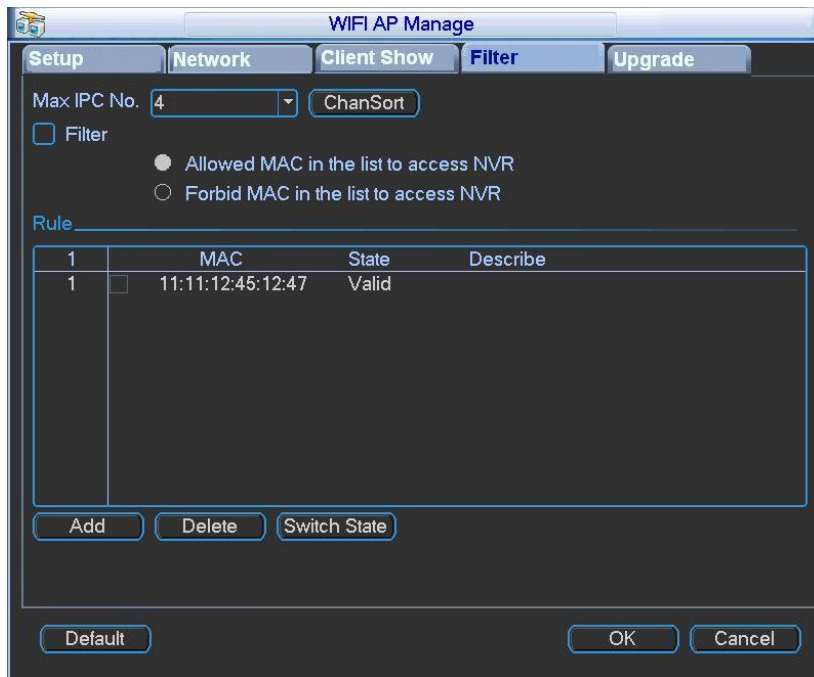 WIFI AP Manage
Setup Network Client Show Filter Upgrade
Max IPC No. 4 ChanSort
Filter
Allowed MAC in the list to access NVR
Forbid MAC in the list to access NVR
Rule
1 MAC State Describe
1 11:11:12:45:12:47 Valid
Add Delete Switch State
Default OK Cancel